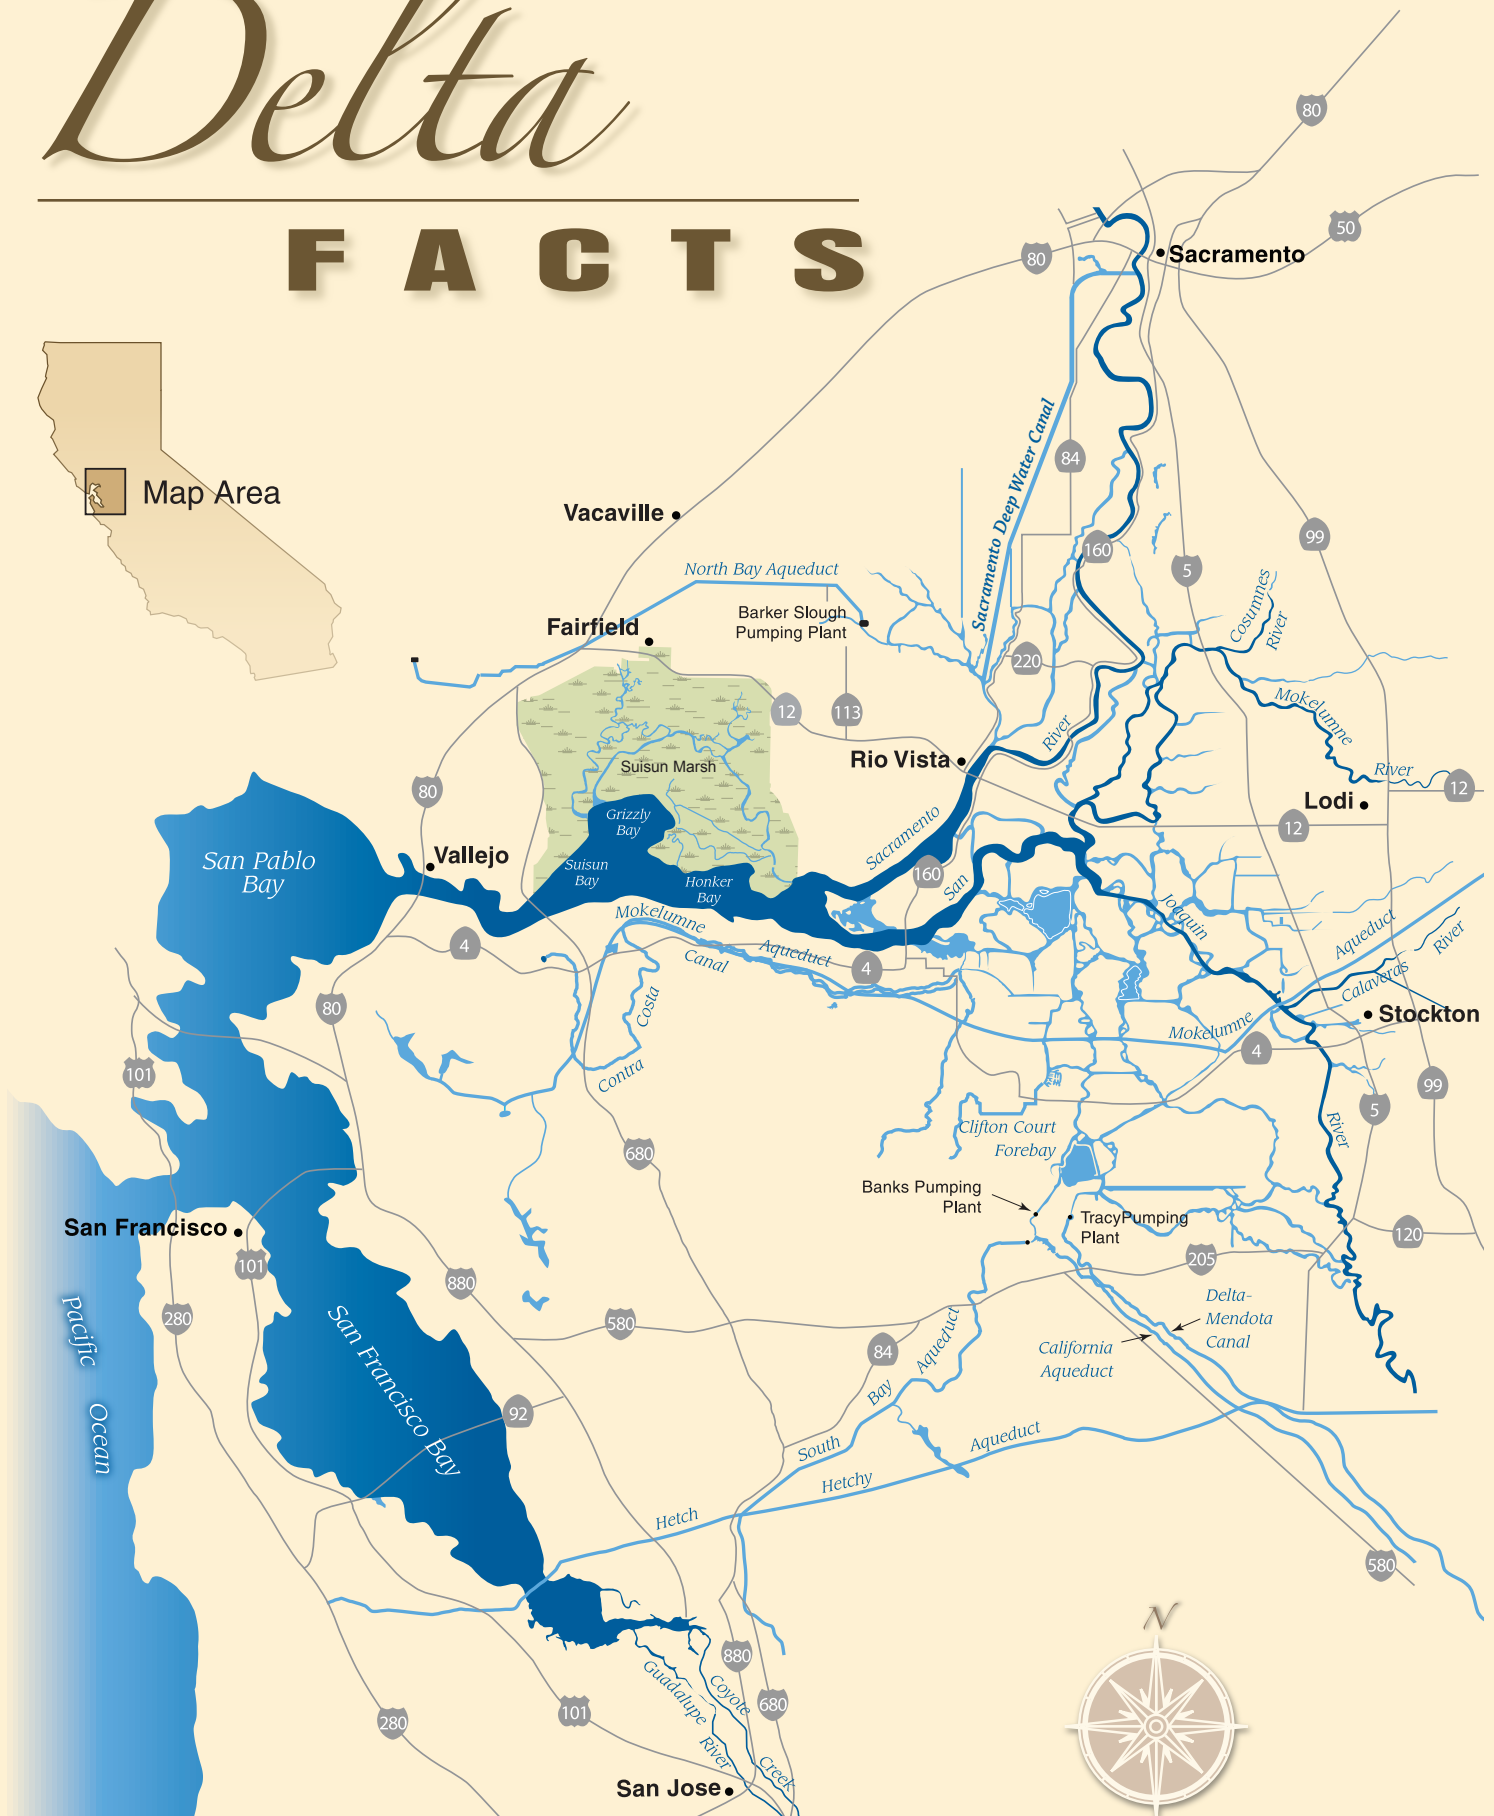 Delta
FACTS
80
50
80
Sacramento
Map Area
Sacramento Deep Water Canal
84
Vacaville
160
99
5
North Bay Aqueduct
Barker Slough
Pumping Plant
Fairfield
Cosumnes
River
220
Mokelumne
River
12
113
River
Rio Vista
Suisun Marsh
80
12
Lodi
12
Grizzly
Bay
Sacramento
San Pablo
Bay
Vallejo
Suisun
Bay
Honker
Bay
160
San
Joaquin
Mokelumne
Aqueduct
Canal
4
4
Aqueduct
River
Calaveras
Stockton
80
Costa
Contra
Mokelumne
4
101
99
5
River
Clifton Court
Forebay
680
Banks Pumping
Plant
TracyPumping
Plant
San Francisco
120
205
101
880
280
Pacific
Ocean
San Francisco Bay
580
Delta-
Mendota
Canal
California
Aqueduct
84
Aqueduct
Bay
South
92
Hetch
Hetchy
Aqueduct
580
N
880
680
Guadalupe
River
Coyote
Creek
101
280
San Jose